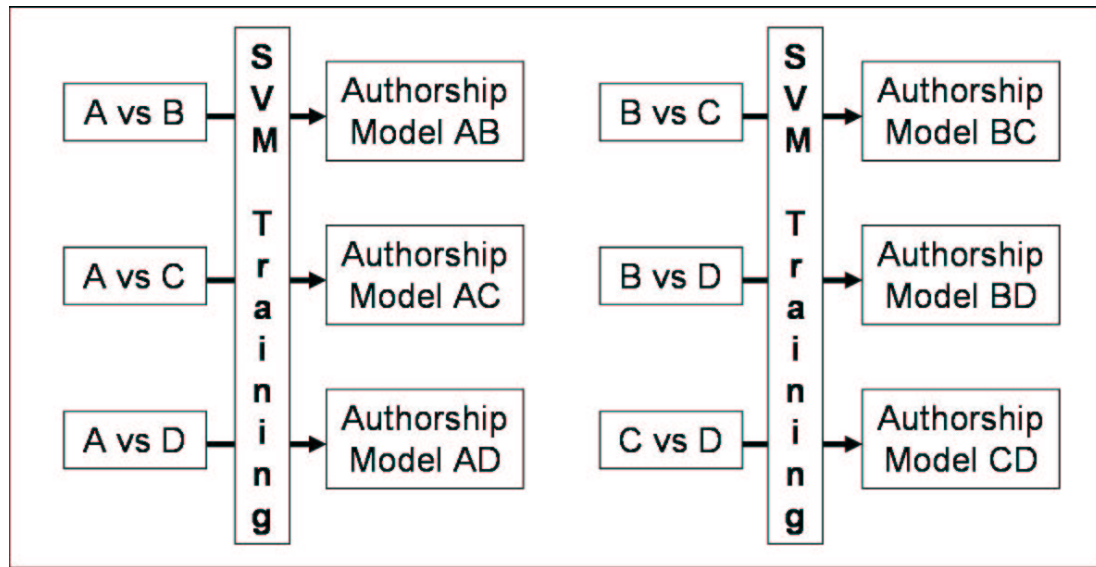 A vs B
A vs C
A vs D
SVM Training
Authorship
Model AB
Authorship
Model AC
Authorship
Model AD
B vs C
B vs D
C vs D
SVM Training
Authorship
Model BC
Authorship
Model BD
Authorship
Model CD